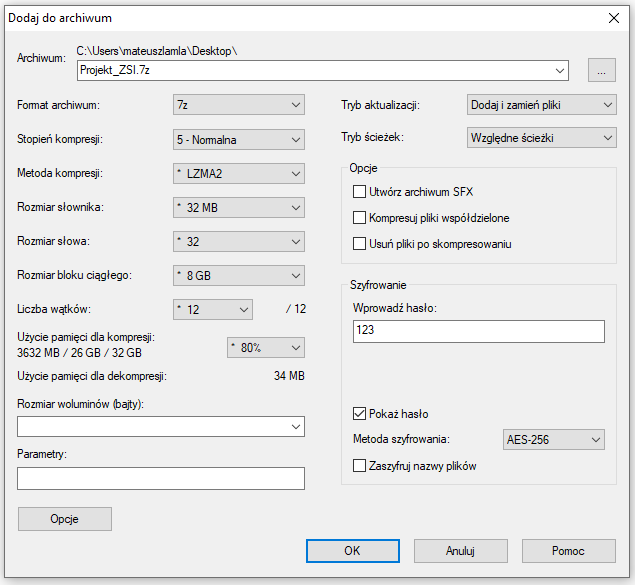 Dodaj do archiwum
Archiwum:
C:\Users\mateuszlamla\Desktop\
Projekt_ZSI.7z
...
Format archiwum:
7z
Stopień kompresji:
5 - Normalna
Metoda kompresji:
* LZMA2
Rozmiar słownika:
* 32 MB
Rozmiar słowa:
* 32
Rozmiar bloku ciągłego:
* 8 GB
Liczba wątków:
* 12
/ 12
Użycie pamięci dla kompresji:
3632 MB / 26 GB / 32 GB
* 80%
Użycie pamięci dla dekompresji:
34 MB
Rozmiar woluminów (bajty):
Parametry:
Opcje
Tryb aktualizacji:
Dodaj i zamień pliki
Tryb ścieżek:
Względne ścieżki
Opcje
Utwórz archiwum SFX
Kompresuj pliki współdzielone
Usuń pliki po skompresowaniu
Szyfrowanie
Wprowadź hasło:
123
Pokaż hasło
Metoda szyfrowania:
AES-256
Zaszyfruj nazwy plików
OK
Anuluj
Pomoc